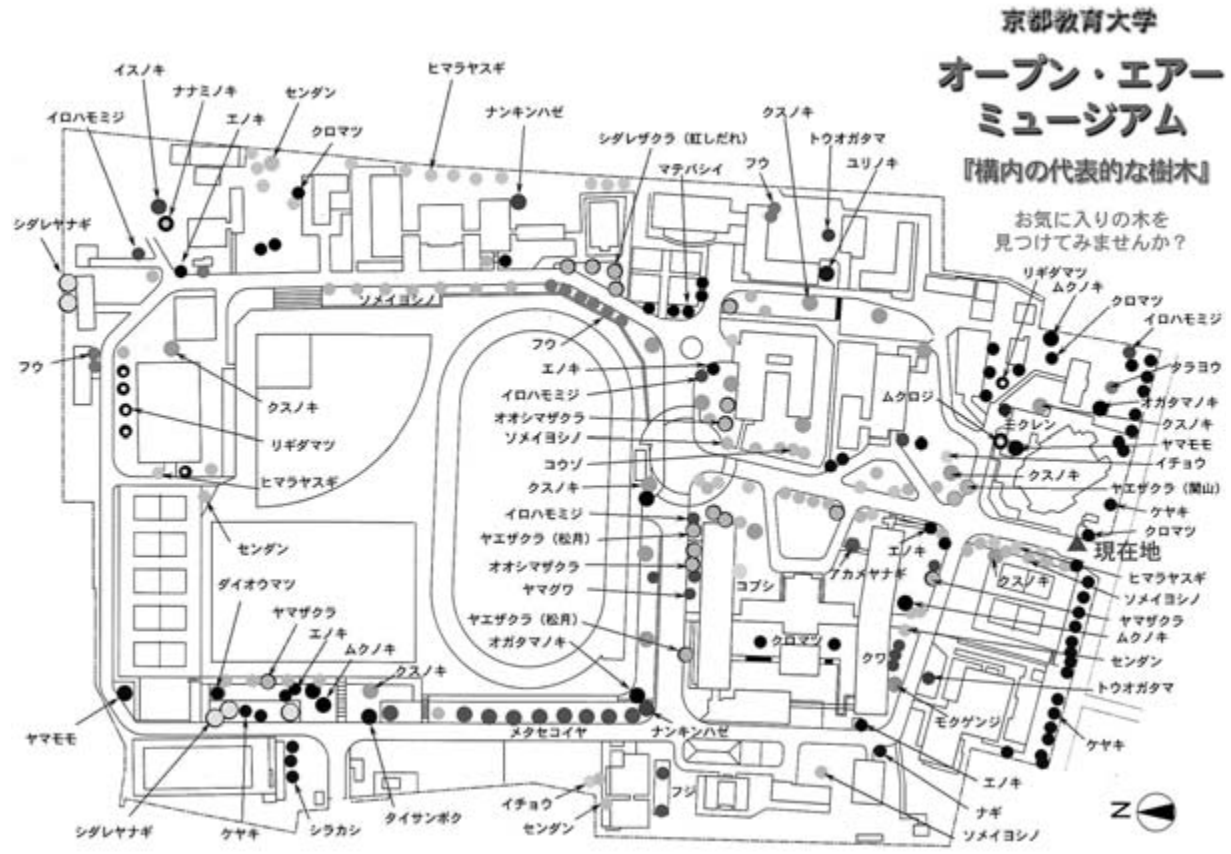 京都教育大学
オープン・エアー
ミュージアム
『構内の代表的な樹木』
お気に入りの木を
見つけてみませんか？
イスノキ
ナナミノキ
センダン
ヒマラヤスギ
イロハモミジ
エノキ
クロマツ
ナンキンハゼ
シダレザクラ（紅しだれ）
クスノキ
トウオガタマ
フウ
ユリノキ
マテバシイ
シダレヤナギ
ソメイヨシノ
フウ
リギダマツ
ムクノキ
クロマツ
イロハモミジ
フウ
エノキ
イロハモミジ
オオシマザクラ
ソメイヨシノ
コウゾ
クスノキ
タラヨウ
ムクロジ
オガタマノキ
モクレン
クスノキ
ヤマモモ
イチョウ
クスノキ
ヤエザクラ（関山）
ケヤキ
クロマツ
現在地
クスノキ
リギダマツ
ヒマラヤスギ
センダン
イロハモミジ
ヤエザクラ（松月）
オオシマザクラ
ヤマグワ
ヤエザクラ（松月）
オガタマノキ
エノキ
アカメヤナギ
コブシ
クロマツ
クワ
クスノキ
ヒマラヤスギ
ソメイヨシノ
ヤマザクラ
ムクノキ
センダン
トウオガタマ
モクゲンジ
ケヤキ
ダイオウマツ
ヤマザクラ
エノキ
ムクノキ
クスノキ
ヤマモモ
メタセコイヤ
ナンキンハゼ
シダレヤナギ
ケヤキ
シラカシ
タイサンボク
イチョウ
センダン
フジ
エノキ
ナギ
ソメイヨシノ
N